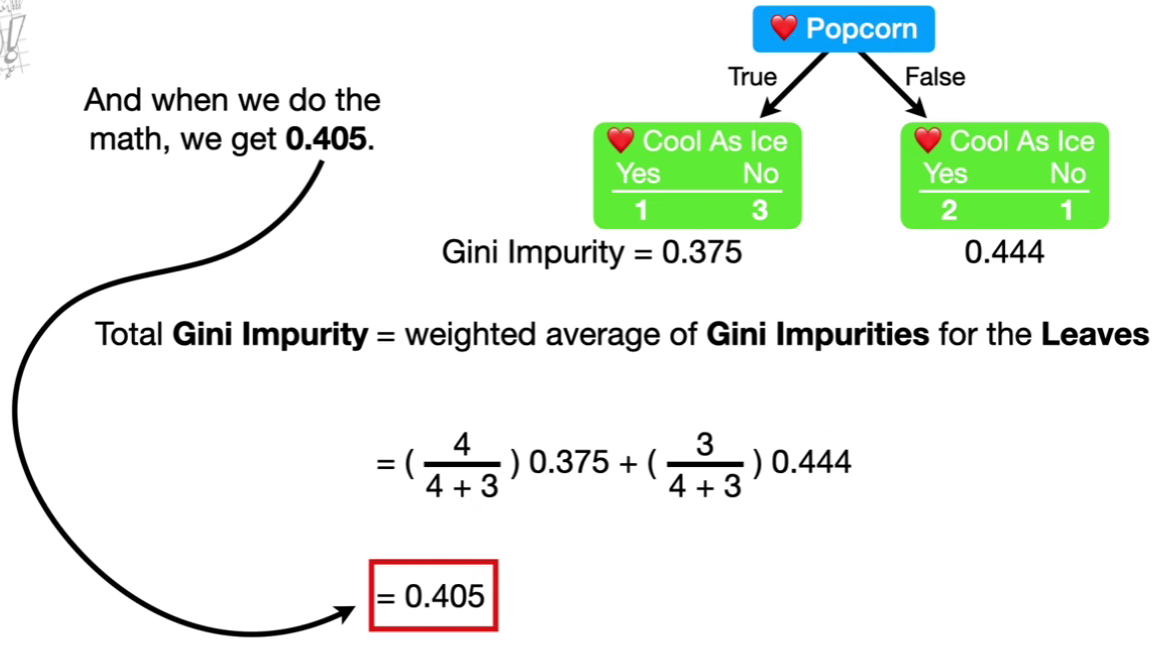 ❤️ Popcorn
True
False
And when we do the
math, we get 0.405.
❤️ Cool As Ice
Yes No
1 3
❤️ Cool As Ice
Yes No
2 1
Gini Impurity = 0.375
0.444
Total Gini Impurity = weighted average of Gini Impurities for the Leaves
= ( 4 / 4 + 3 ) 0.375 + ( 3 / 4 + 3 ) 0.444
= 0.405